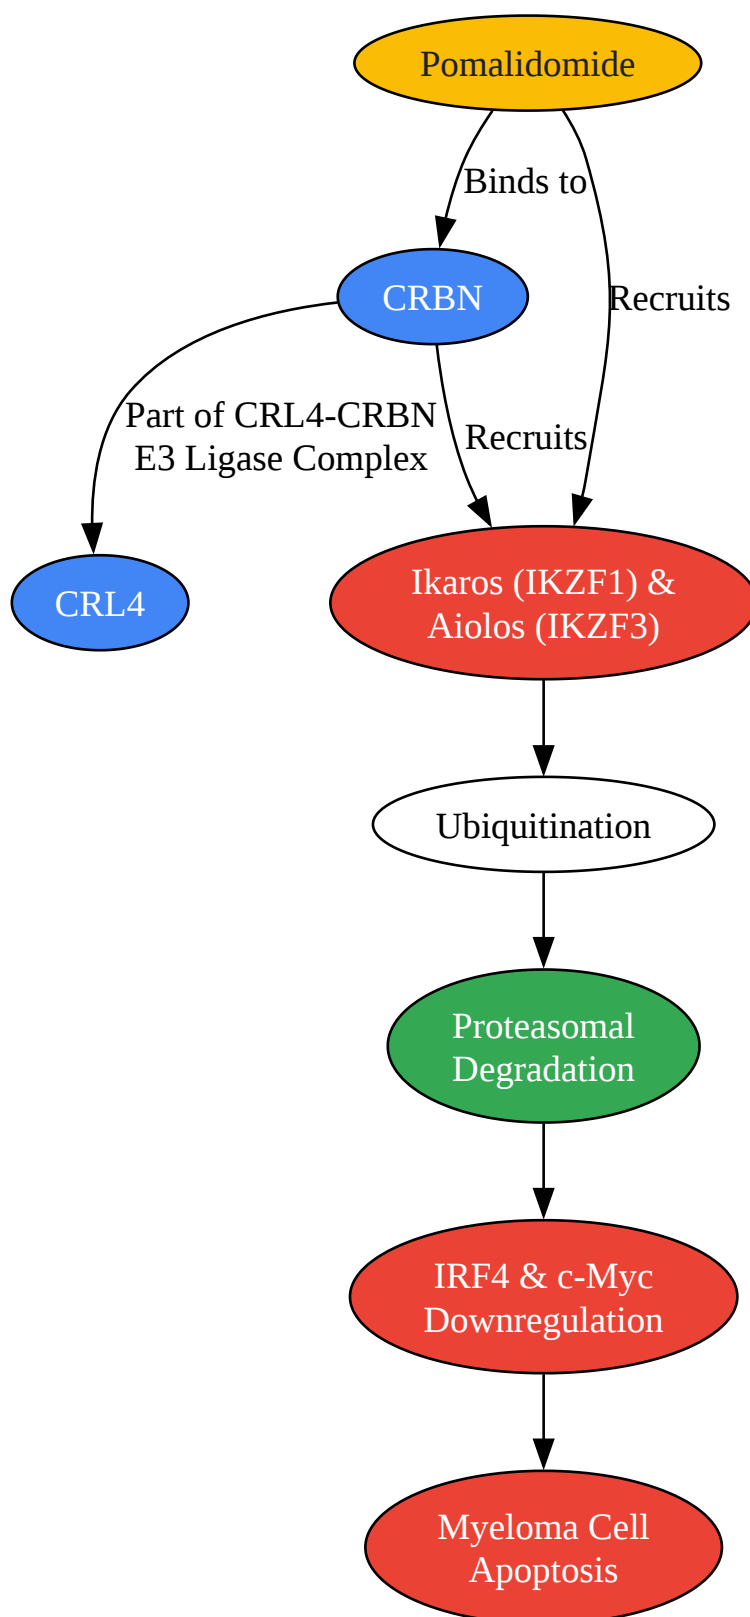 Pomalidomide
Binds to
CRBN
Recruits
Part of CRL4-CRBN
E3 Ligase Complex
Recruits
CRL4
Ikaros (IKZF1) &
Aiolos (IKZF3)
Ubiquitination
Proteasomal
Degradation
IRF4 & c-Myc
Downregulation
Myeloma Cell
Apoptosis